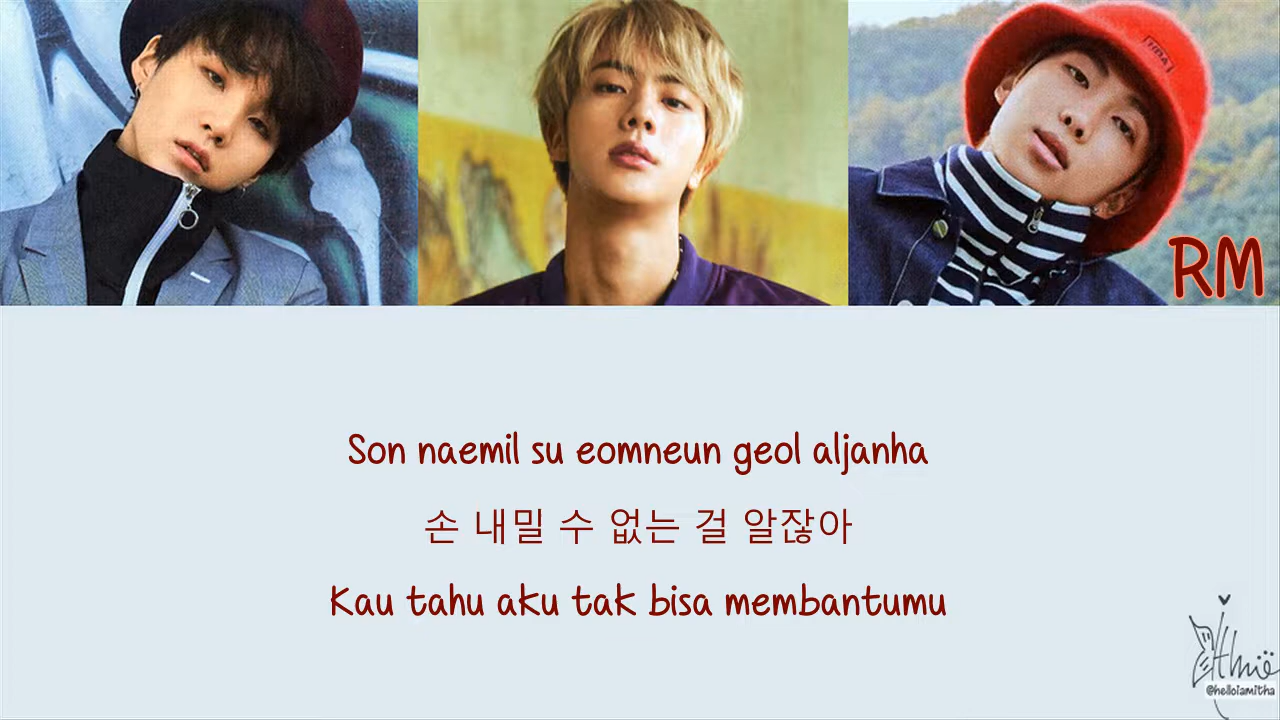 RM
Son naemil su eomneun geol aljanha
손 내밀 수 없는 걸 알잖아
Kau tahu aku tak bisa membantumu
@helloiamitha